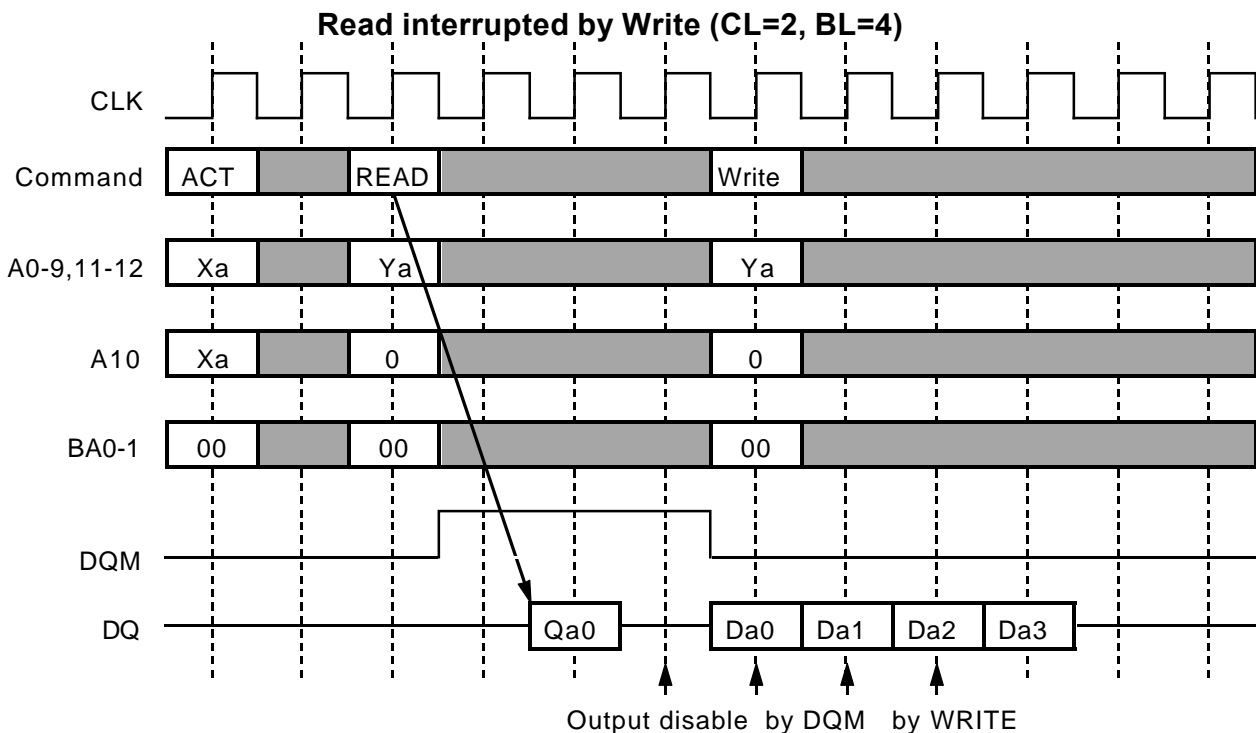 Read interrupted by Write (CL=2, BL=4)
CLK
Command ACT READ Write
A0-9,11-12 Xa Ya Ya
A10 Xa 0 0
BA0-1 00 00 00
DQM
DQ Qa0 Da0 Da1 Da2 Da3
Output disable by DQM by WRITE